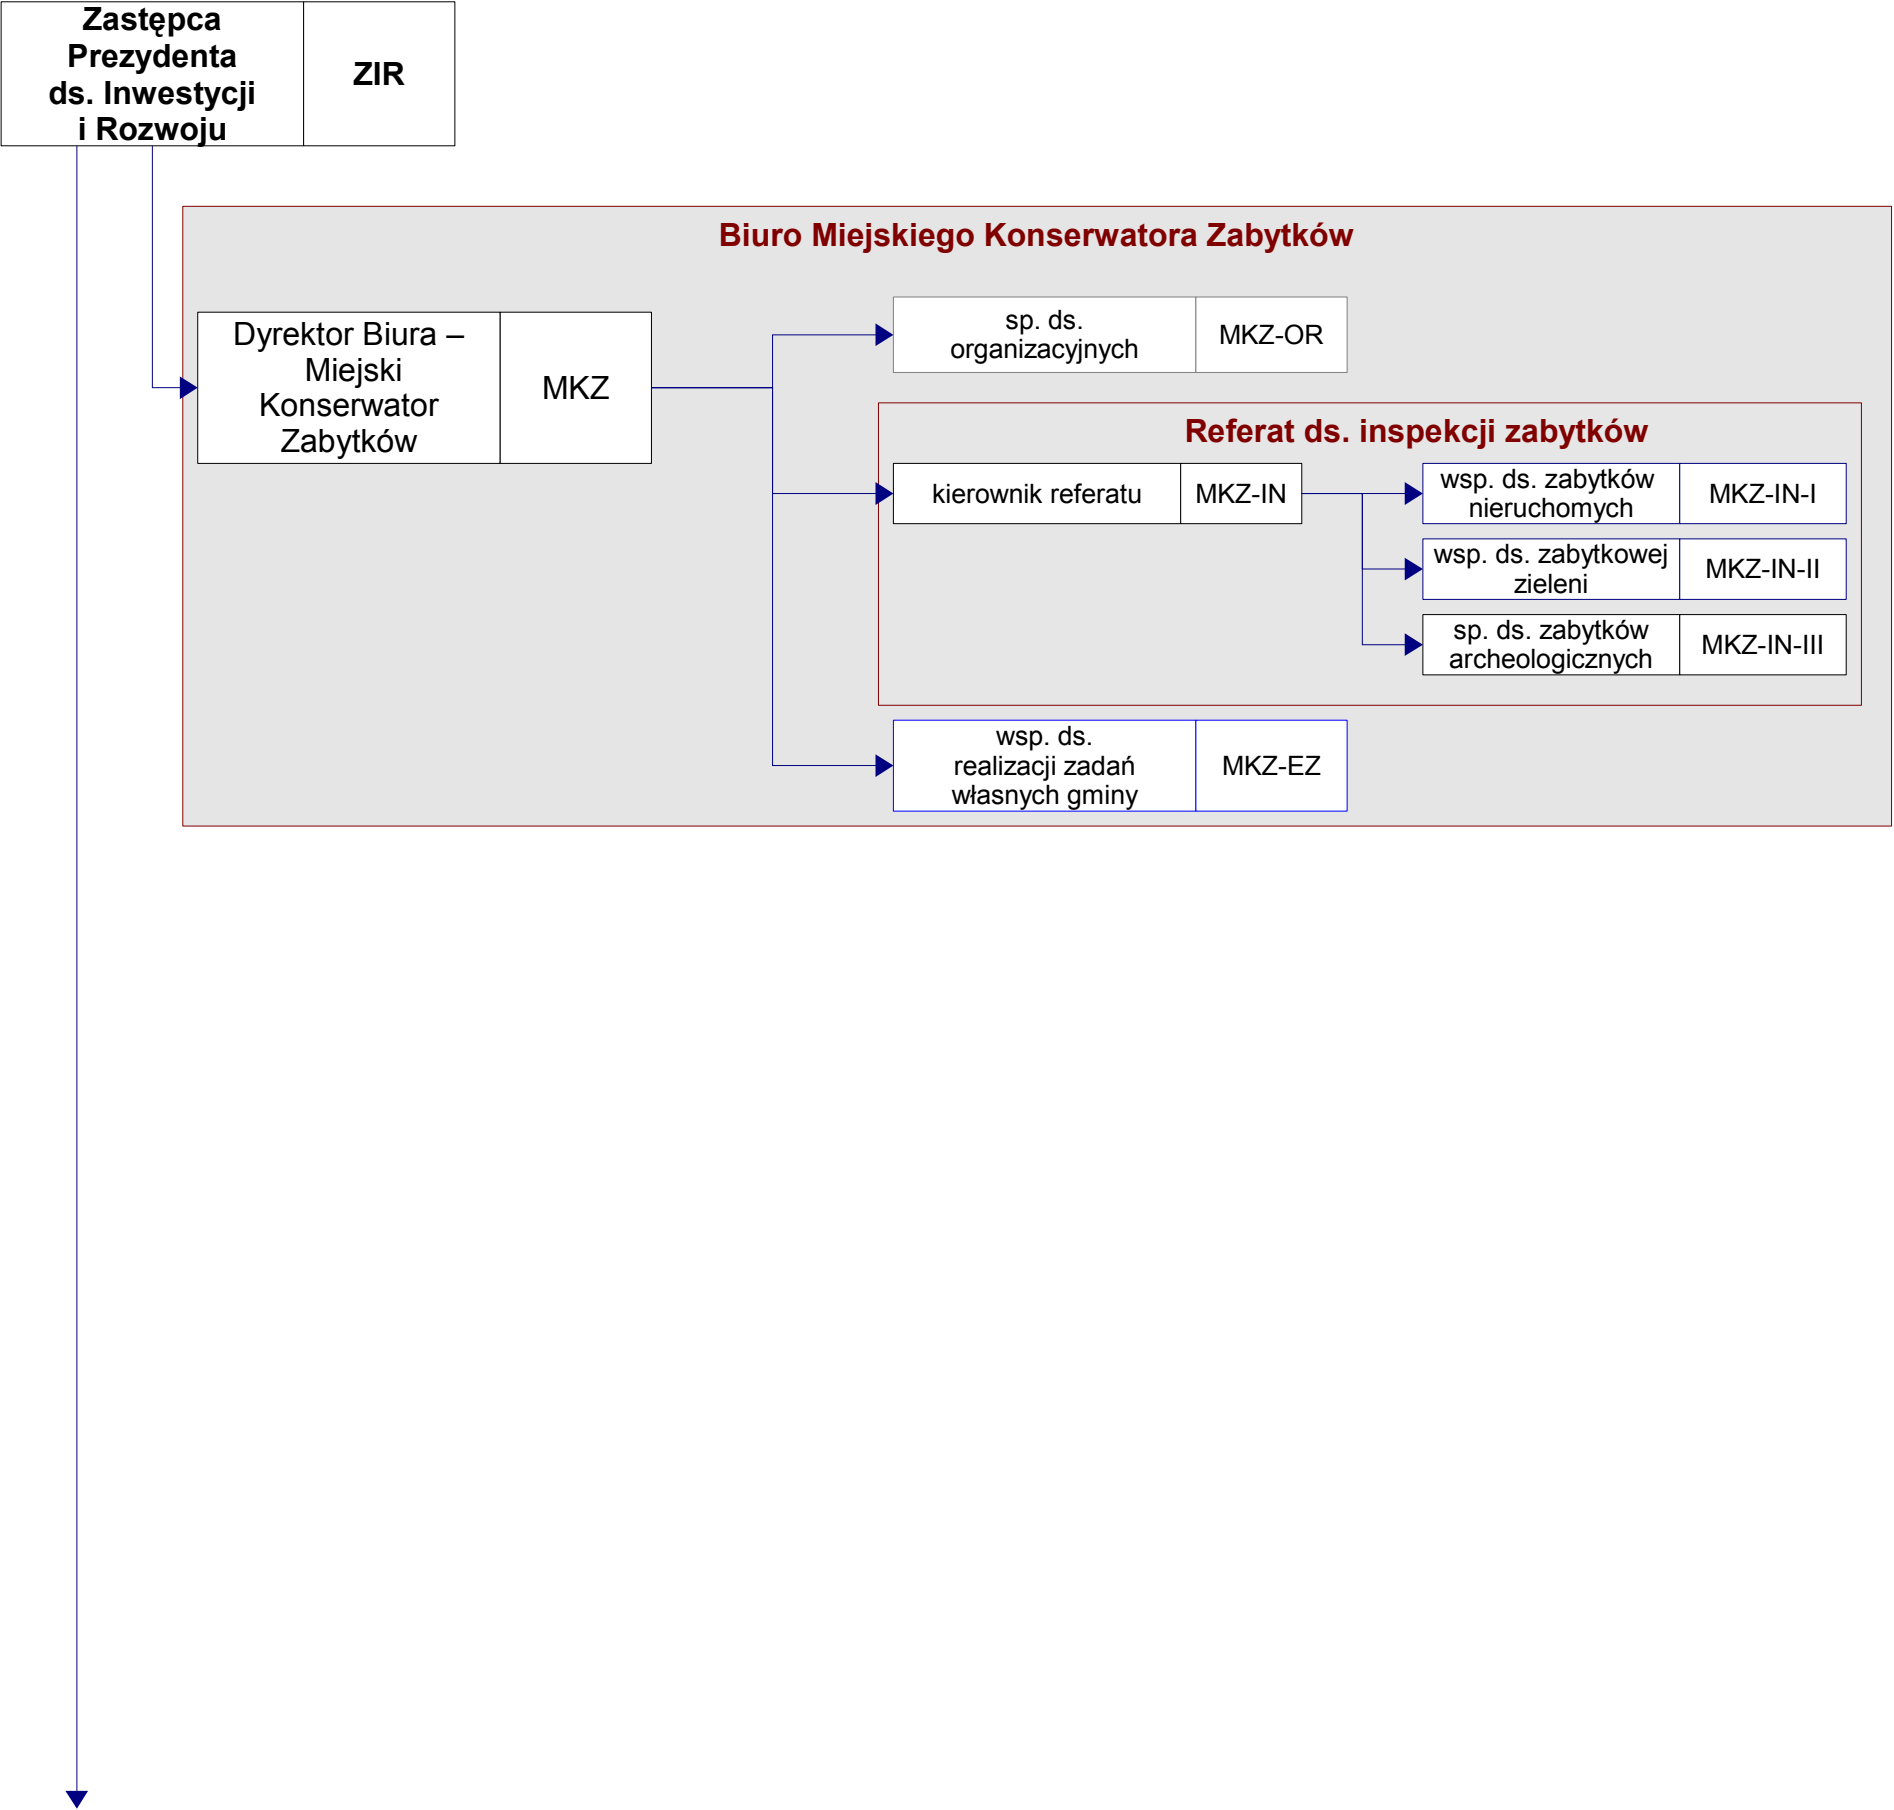 Zastępca
Prezydenta
ds. Inwestycji
i Rozwoju
ZIR
Biuro Miejskiego Konserwatora Zabytków
Dyrektor Biura –
Miejski
Konserwator
Zabytków
MKZ
sp. ds.
organizacyjnych
MKZ-OR
Referat ds. inspekcji zabytków
kierownik referatu
MKZ-IN
wsp. ds. zabytków
nieruchomych
MKZ-IN-I
wsp. ds. zabytkowej
zieleni
MKZ-IN-II
sp. ds. zabytków
archeologicznych
MKZ-IN-III
wsp. ds.
realizacji zadań
własnych gminy
MKZ-EZ